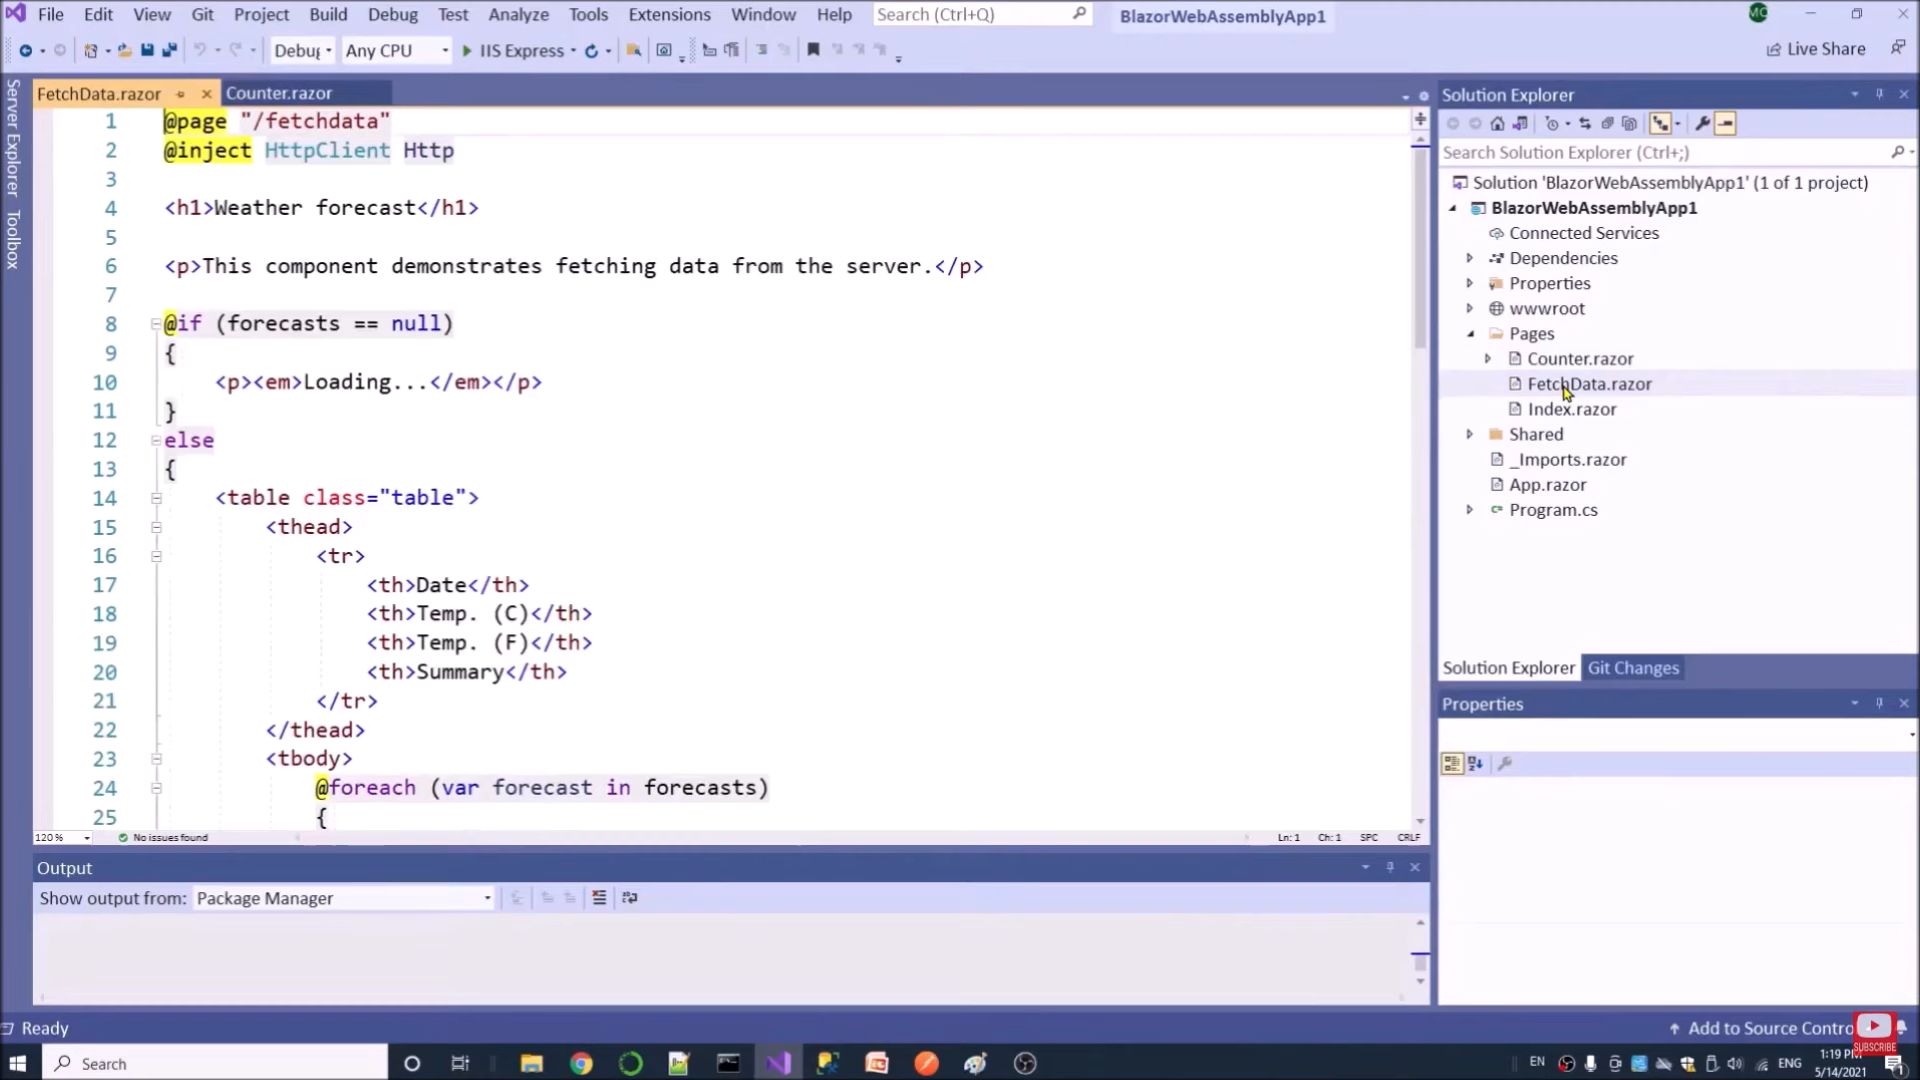 File Edit View Git Project Build Debug Test Analyze Tools Extensions Window Help Search (Ctrl+Q) BlazorWebAssemblyApp1 MC
Debug Any CPU IIS Express Live Share
Server Explorer
Toolbox
FetchData.razor Counter.razor
1 @page "/fetchdata"
2 @inject HttpClient Http
3
4 <h1>Weather forecast</h1>
5
6 <p>This component demonstrates fetching data from the server.</p>
7
8 @if (forecasts == null)
9 {
10 <p><em>Loading...</em></p>
11 }
12 else
13 {
14 <table class="table">
15 <thead>
16 <tr>
17 <th>Date</th>
18 <th>Temp. (C)</th>
19 <th>Temp. (F)</th>
20 <th>Summary</th>
21 </tr>
22 </thead>
23 <tbody>
24 @foreach (var forecast in forecasts)
25 {
120 % No issues found Ln: 1 Ch: 1 SPC CRLF
Output
Show output from: Package Manager
Solution Explorer
Search Solution Explorer (Ctrl+;)
Solution 'BlazorWebAssemblyApp1' (1 of 1 project)
BlazorWebAssemblyApp1
Connected Services
Dependencies
Properties
wwwroot
Pages
Counter.razor
FetchData.razor
Index.razor
Shared
_Imports.razor
App.razor
Program.cs
Solution Explorer Git Changes
Properties
Ready Add to Source Contro
SUBSCRIBE
Search EN ENG 1:19 PM
5/14/2021